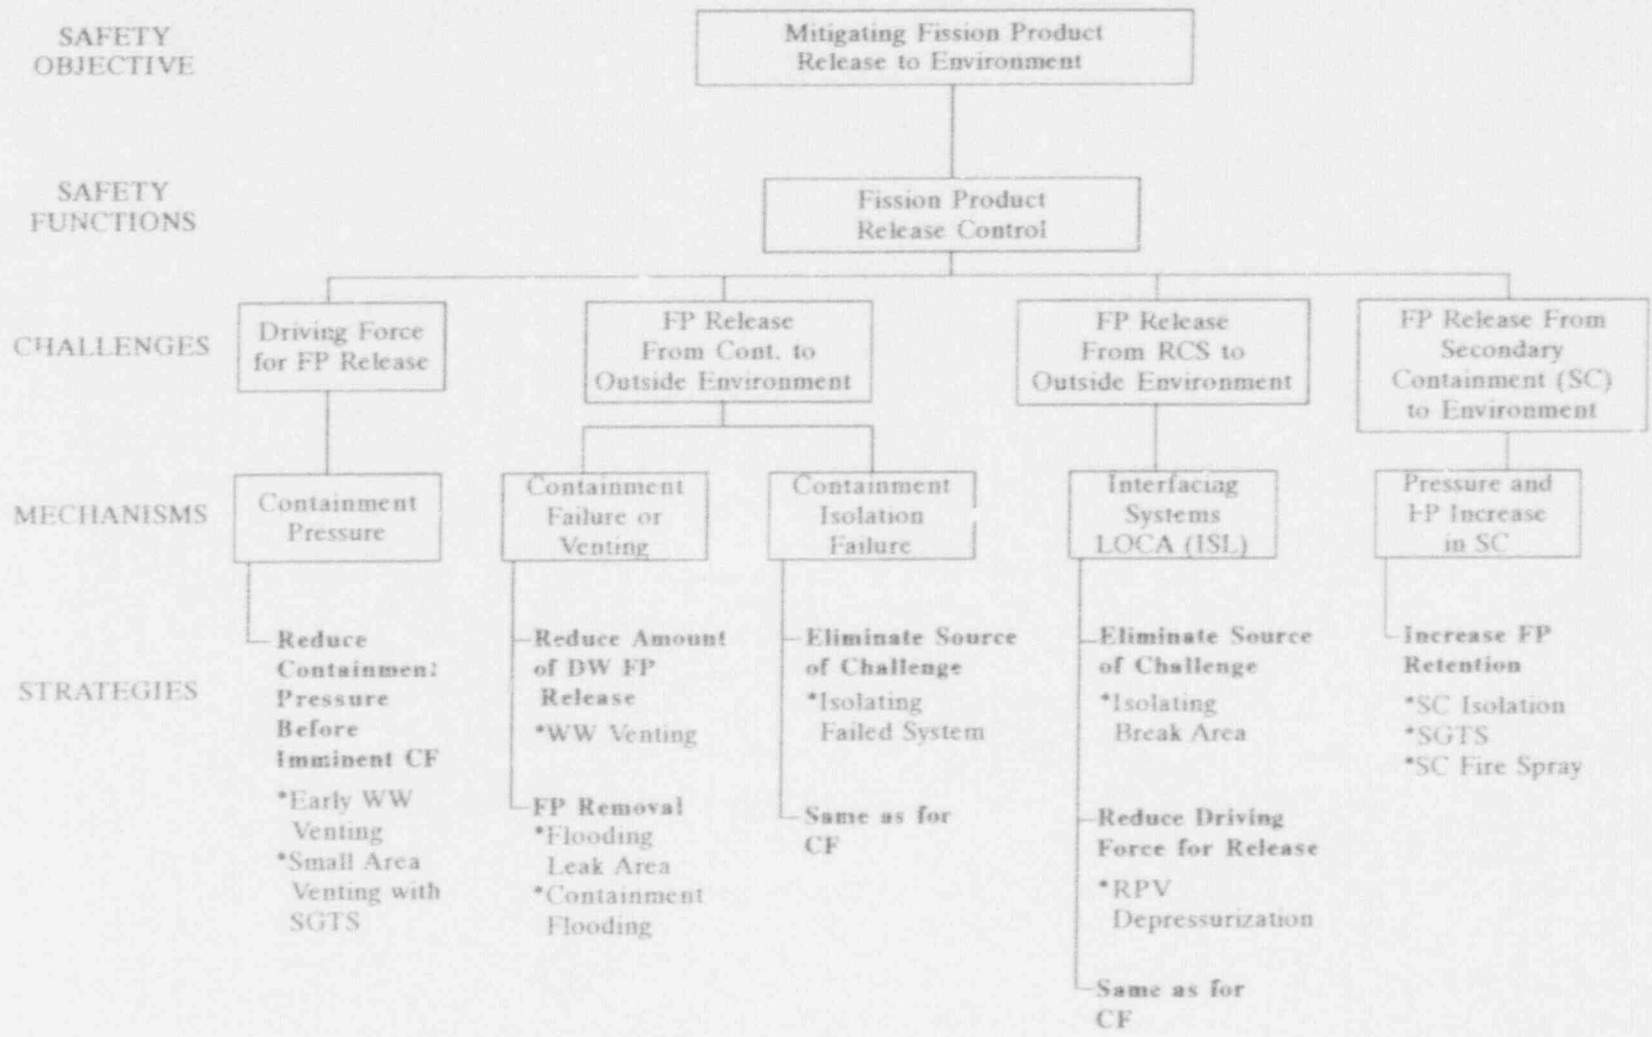 SAFETY
OBJECTIVE
Mitigating Fission Product
Release to Environment
SAFETY
FUNCTIONS
Fission Product
Release Control
CHALLENGES
Driving Force
for FP Release
FP Release
From Cont. to
Outside Environment
FP Release
From RCS to
Outside Environment
FP Release From
Secondary
Containment (SC)
to Environment
MECHANISMS
Containment
Pressure
Containment
Failure or
Venting
Containment
Isolation
Failure
Interfacing
Systems
LOCA (ISL)
Pressure and
FP Increase
in SC
STRATEGIES
Reduce
Containment
Pressure
Before
Imminent CF
*Early WW
Venting
*Small Area
Venting with
SGTS
Reduce Amount
of DW FP
Release
*WW Venting
FP Removal
*Flooding
Leak Area
*Containment
Flooding
Eliminate Source
of Challenge
*Isolating
Failed System
Same as for
CF
Eliminate Source
of Challenge
*Isolating
Break Area
Reduce Driving
Force for Release
*RPV
Depressurization
Same as for
CF
Increase FP
Retention
*SC Isolation
*SGTS
*SC Fire Spray